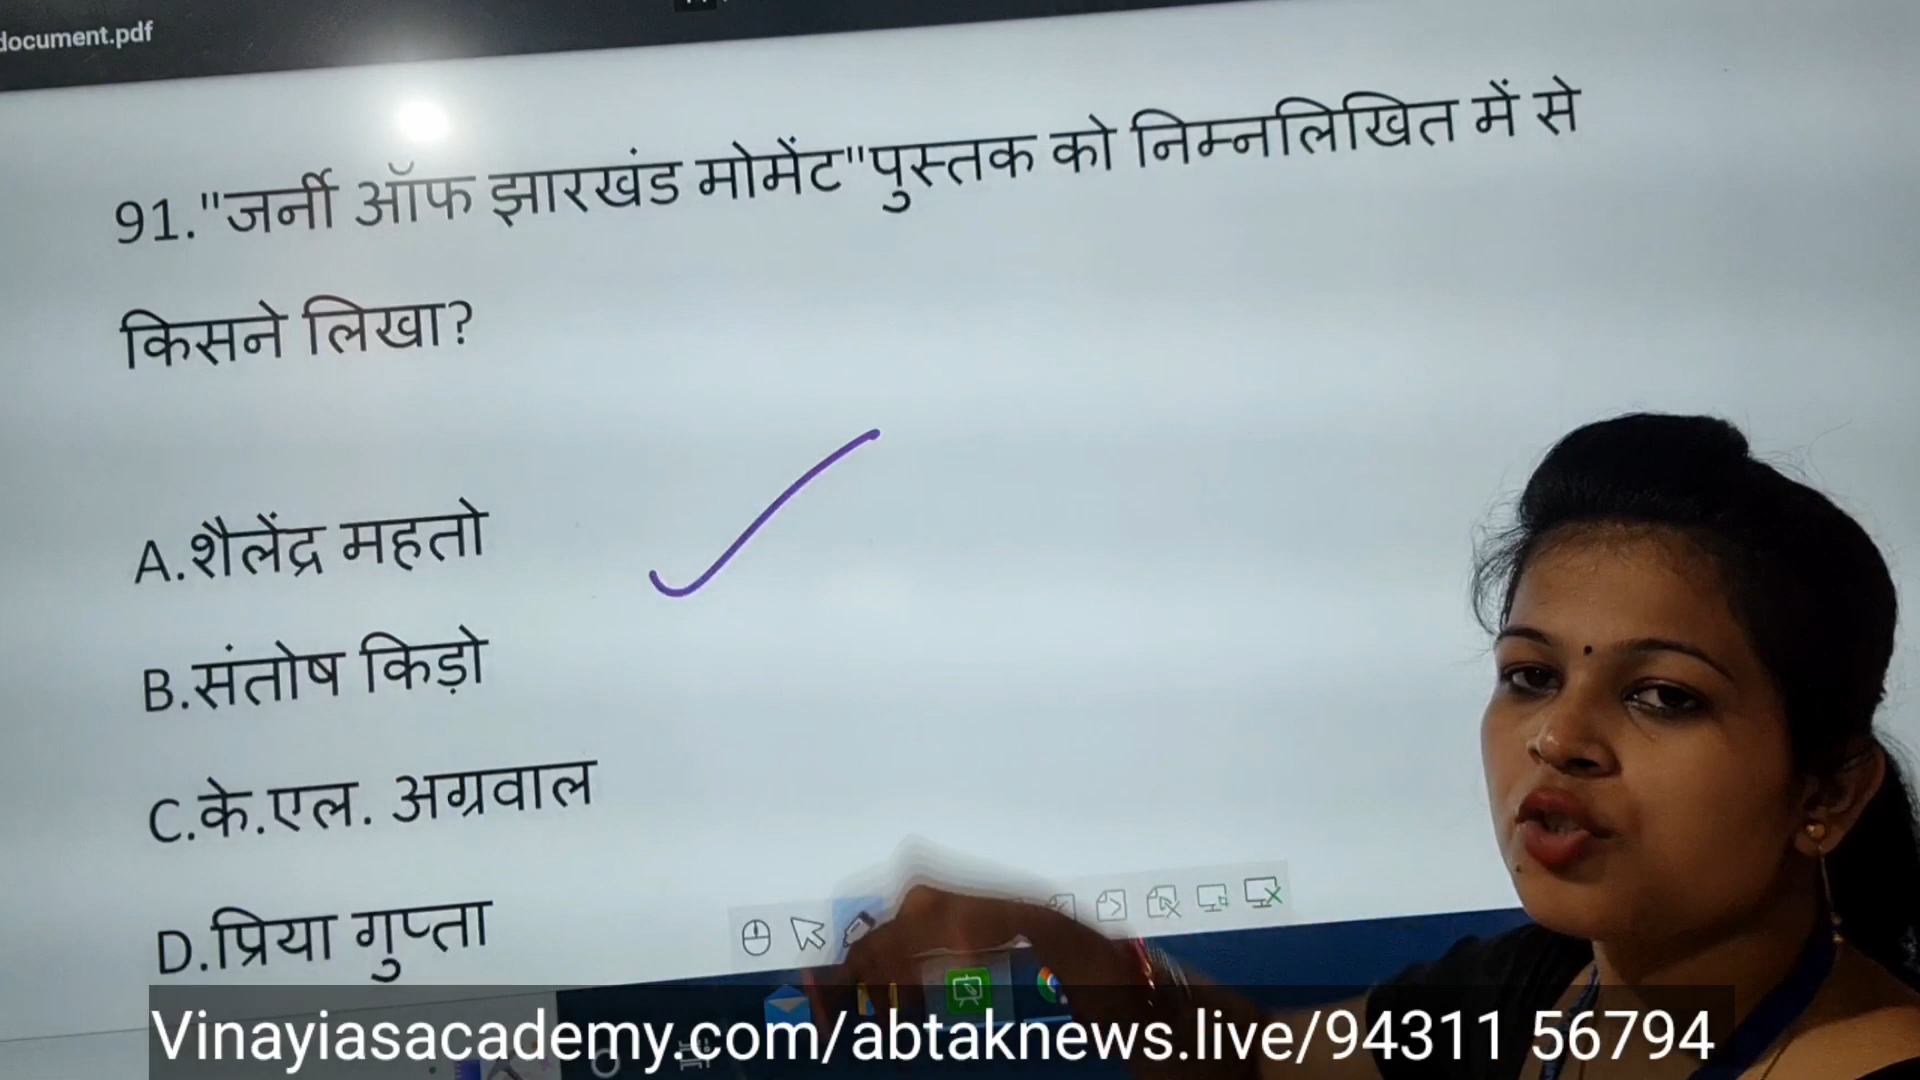 document.pdf
91."जर्नी ऑफ झारखंड मोमेंट"पुस्तक को निम्नलिखित में से
किसने लिखा?
A.शैलेंद्र महतो
B.संतोष किड़ो
C.के.एल. अग्रवाल
D.प्रिया गुप्ता
Vinayiasacademy.com/abtaknews.live/94311 56794